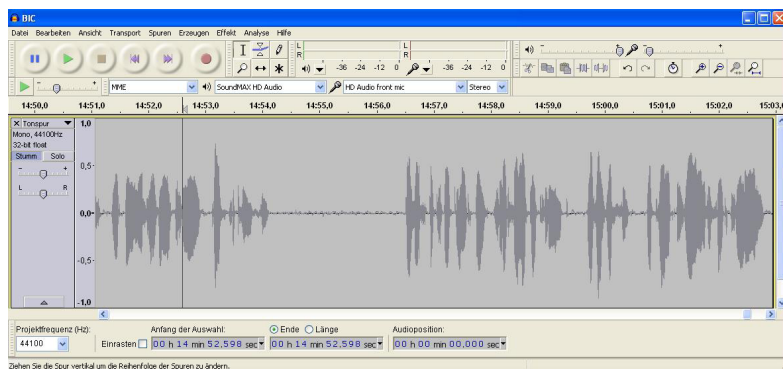 BIC
Datei Bearbeiten Ansicht Transport Spuren Erzeugen Effekt Analyse Hilfe
L
R
-36 -24 -12 0
L
R
-36 -24 -12 0
- +
MME
SoundMAX HD Audio
HD Audio front mic
Stereo
14:50,0 14:51,0 14:52,0 14:53,0 14:54,0 14:55,0 14:56,0 14:57,0 14:58,0 14:59,0 15:00,0 15:01,0 15:02,0 15:03,0
X Tonspur
Mono, 44100Hz
32-bit float
Stumm Solo
- +
L R
1,0
0,5-
0,0-
-0,5-
-1,0
Projektfrequenz (Hz): Anfang der Auswahl: Ende Länge Audioposition:
44100 Einrasten 00 h 14 min 52,598 sec 00 h 14 min 52,598 sec 00 h 00 min 00,000 sec
Ziehen Sie die Spur vertikal um die Reihenfolge der Spuren zu ändern.